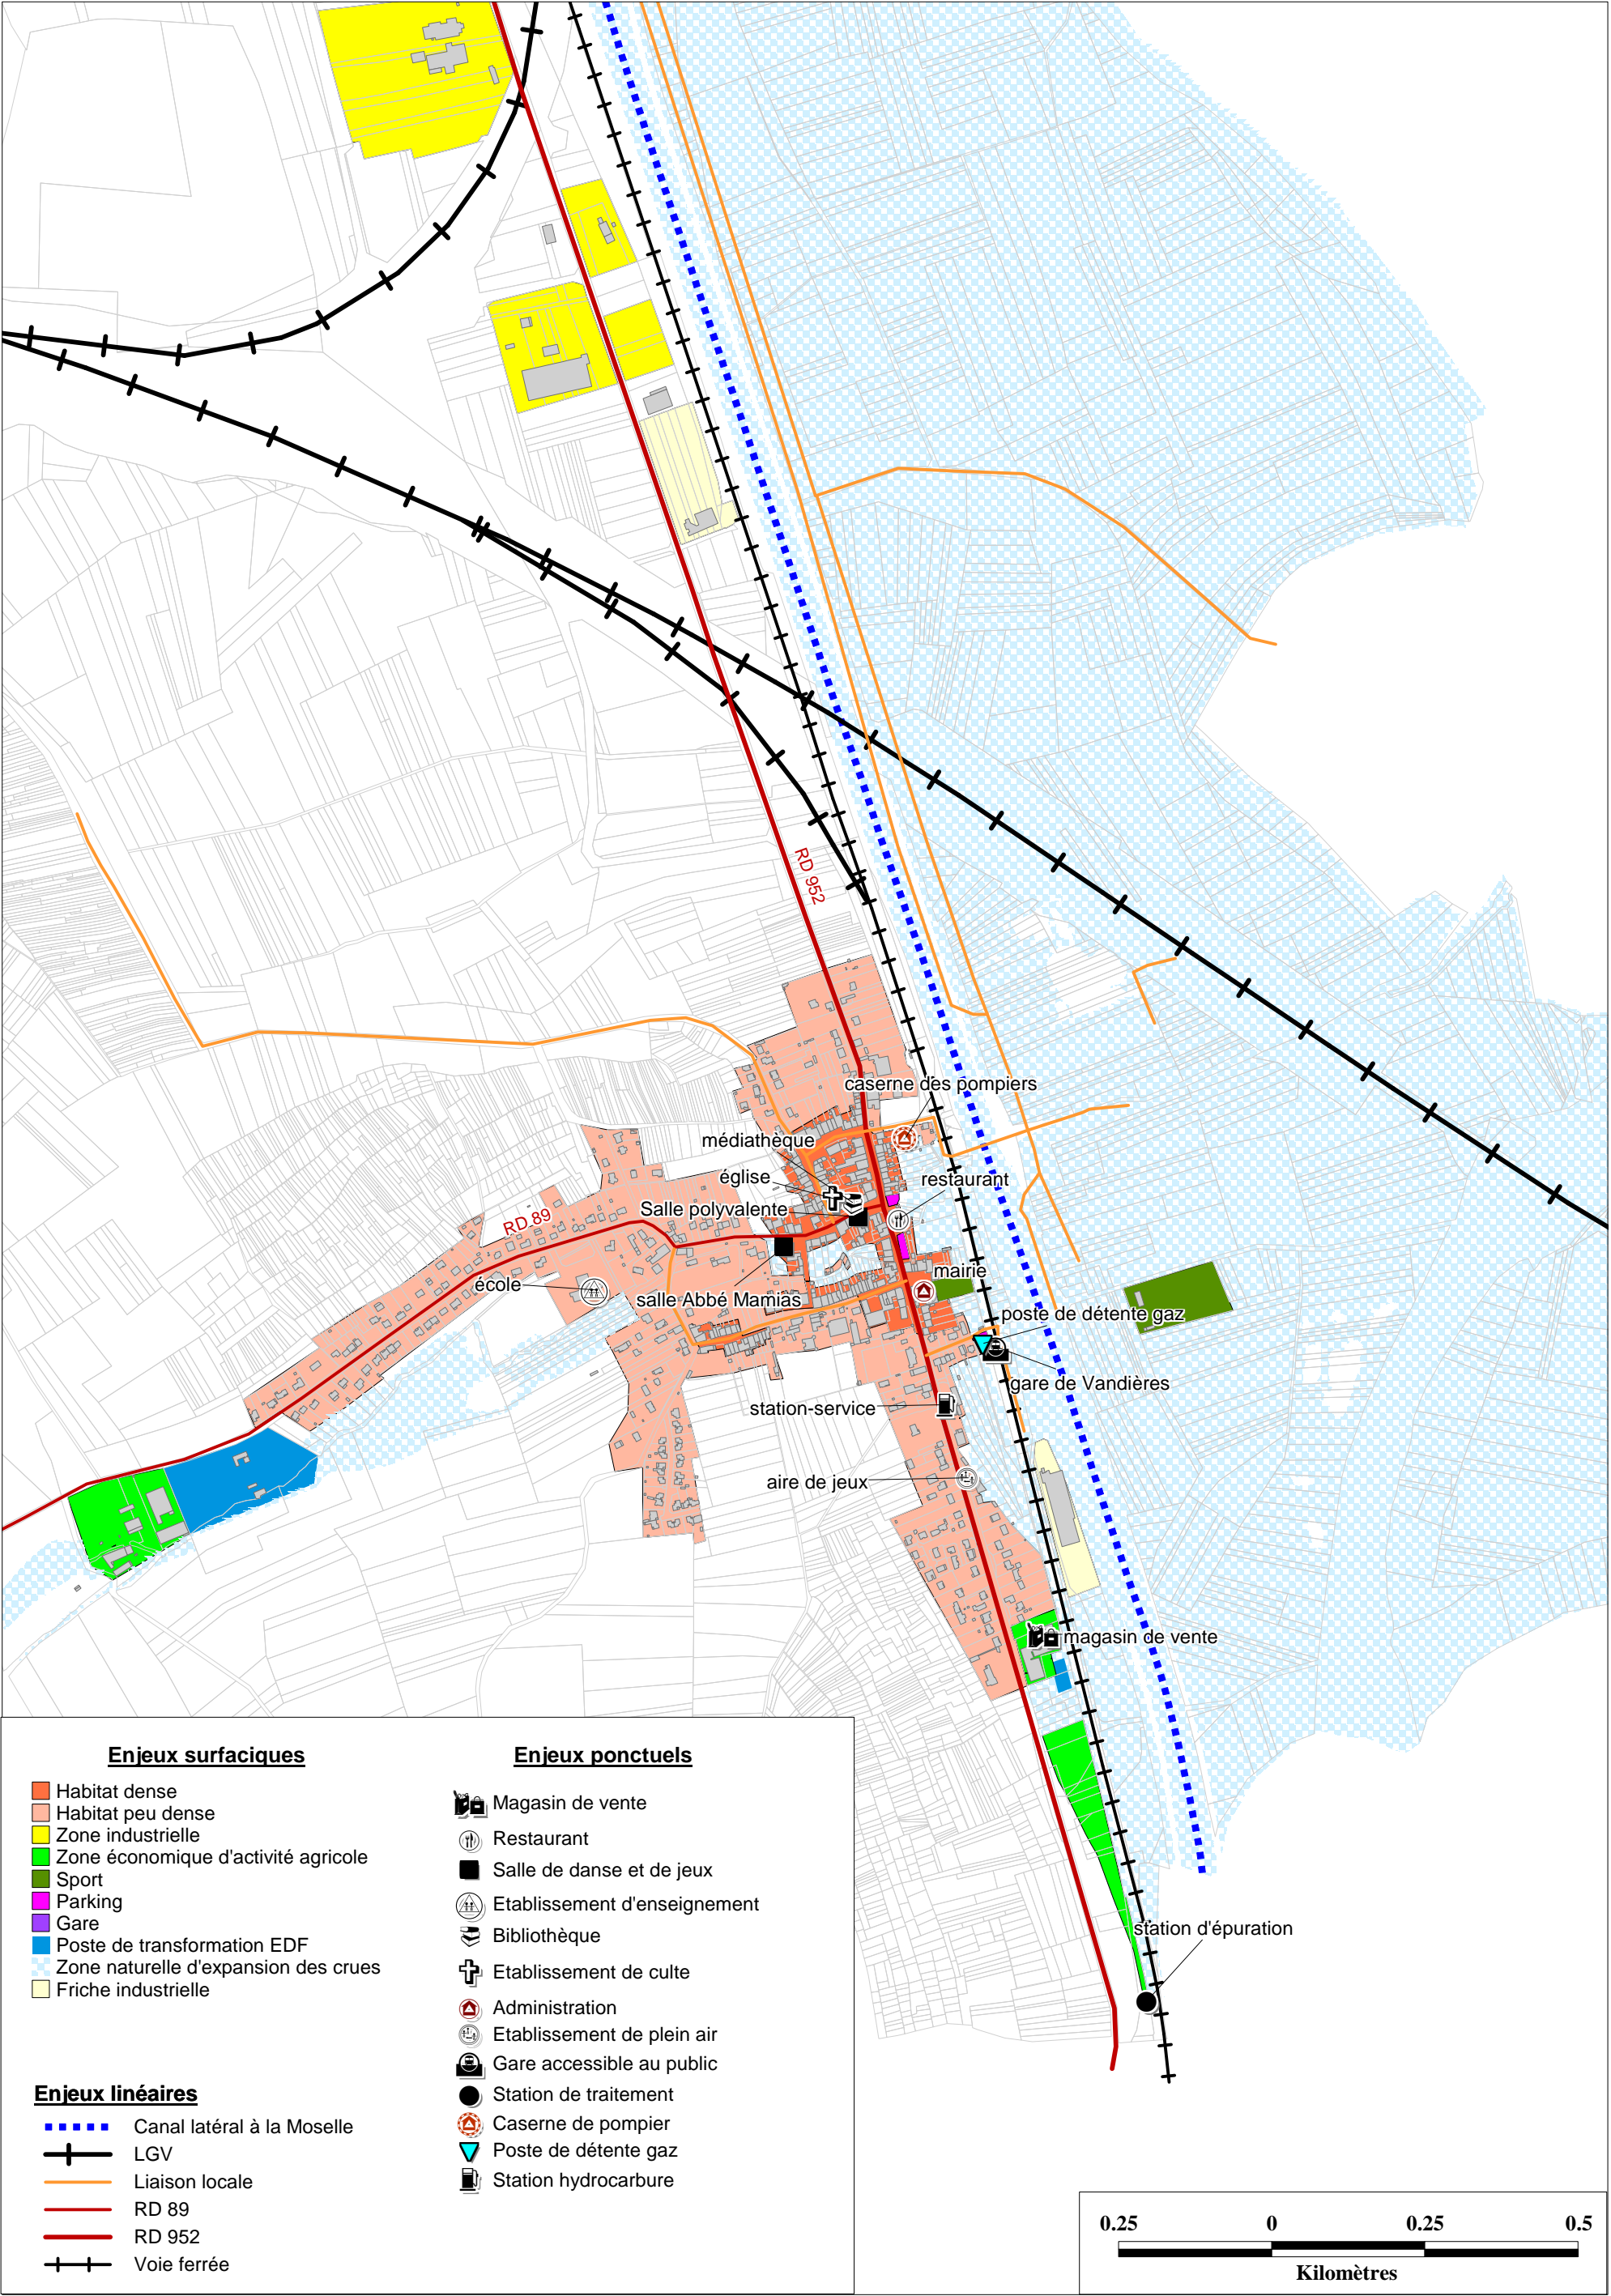 RD 952
caserne des pompiers
médiathèque
église
restaurant
Salle polyvalente
RD 89
mairie
école
salle Abbé Mamias
poste de détente gaz
gare de Vandières
station-service
aire de jeux
magasin de vente
station d'épuration
Enjeux surfaciques
Habitat dense
Habitat peu dense
Zone industrielle
Zone économique d'activité agricole
Sport
Parking
Gare
Poste de transformation EDF
Zone naturelle d'expansion des crues
Friche industrielle
Enjeux linéaires
Canal latéral à la Moselle
LGV
Liaison locale
RD 89
RD 952
Voie ferrée
Enjeux ponctuels
Magasin de vente
Restaurant
Salle de danse et de jeux
Etablissement d'enseignement
Bibliothèque
Etablissement de culte
Administration
Etablissement de plein air
Gare accessible au public
Station de traitement
Caserne de pompier
Poste de détente gaz
Station hydrocarbure
0.25 0 0.25 0.5
Kilomètres